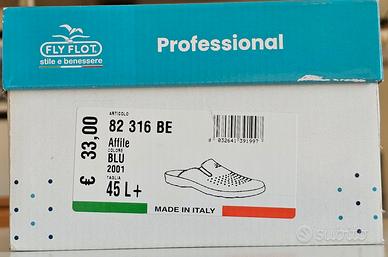 FLY FLOT®
stile e benessere
Professional
€ 33,00
ARTICOLO
82 316 BE
Affile
COLORE
BLU
2001
TAGLIA
45 L+
8 032641 391997
MADE IN ITALY
subito